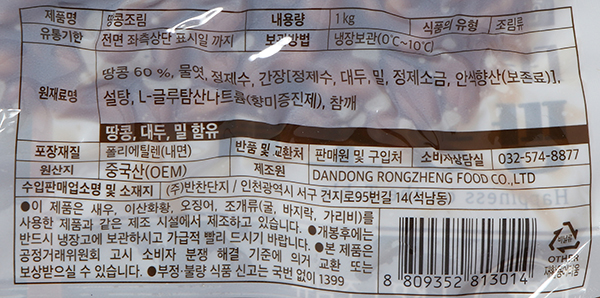 제품명 땅콩조림 내용량 1kg 식품의 유형 조림류
유통기한 전면 좌측상단 표시일 까지 보관방법 냉장보관(0℃~10℃)
원재료명 땅콩 60 %, 물엿, 정제수, 간장[정제수, 대두, 밀, 정제소금, 안식향산(보존료)],
설탕, L-글루탐산나트륨(향미증진제), 참깨
땅콩, 대두, 밀 함유
포장재질 폴리에틸렌(내면) 반품 및 교환처 판매원 및 구입처 소비자상담실 032-574-8877
원산지 중국산(OEM) 제조원 DANDONG RONGZHENG FOOD CO.,LTD
수입판매업소명 및 소재지 (주)반찬단지 / 인천광역시 서구 건지로95번길 14(석남동)
●이 제품은 새우, 이산화황, 오징어, 조개류(굴, 바지락, 가리비)를
사용한 제품과 같은 제조 시설에서 제조하고 있습니다. ●개봉후에는
반드시 냉장고에 보관하시고 가급적 빨리 드시기 바랍니다. ●본 제품은
공정거래위원회 고시 소비자 분쟁 해결 기준에 의거 교환 또는
보상받으실 수 있습니다. ●부정·불량 식품 신고는 국번 없이 1399
8 809352 813014
비닐류
OTHER